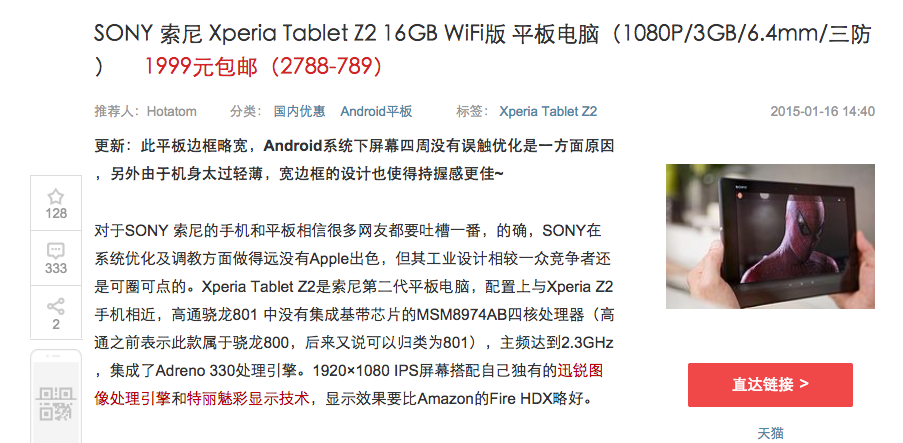 SONY 索尼 Xperia Tablet Z2 16GB WiFi版 平板电脑（1080P/3GB/6.4mm/三防
） 1999元包邮（2788-789）
推荐人：Hotatom 分类： 国内优惠 Android平板 标签： Xperia Tablet Z2 2015-01-16 14:40
更新：此平板边框略宽，Android系统下屏幕四周没有误触优化是一方面原因
，另外由于机身太过轻薄，宽边框的设计也使得持握感更佳~
128
333
2
对于SONY 索尼的手机和平板相信很多网友都要吐槽一番，的确，SONY在
系统优化及调教方面做得远没有Apple出色，但其工业设计相较一众竞争者还
是可圈可点的。Xperia Tablet Z2是索尼第二代平板电脑，配置上与Xperia Z2
手机相近，高通骁龙801 中没有集成基带芯片的MSM8974AB四核处理器（高
通之前表示此款属于骁龙800，后来又说可以归类为801），主频达到2.3GHz
，集成了Adreno 330处理引擎。1920×1080 IPS屏幕搭配自己独有的迅锐图
像处理引擎和特丽魅彩显示技术，显示效果要比Amazon的Fire HDX略好。
SONY
直达链接 >
天猫